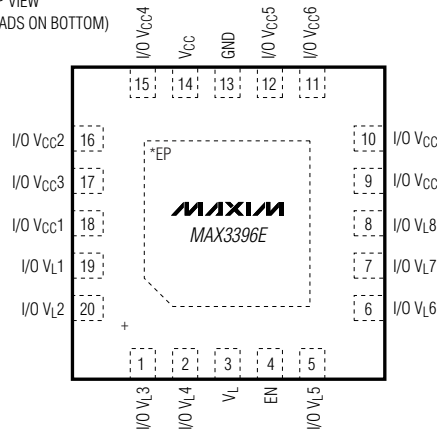 VIEW
ADS ON BOTTOM)
I/O VCC4
VCC
GND
I/O VCC5
I/O VCC6
15
14
13
12
11
I/O VCC2 16
I/O VCC3 17
I/O VCC1 18
I/O VL1 19
I/O VL2 20
*EP
MAXIM
MAX3396E
10 I/O VCC
9 I/O VCC
8 I/O VL8
7 I/O VL7
6 I/O VL6
+
1
2
3
4
5
I/O VL3
I/O VL4
VL
EN
I/O VL5